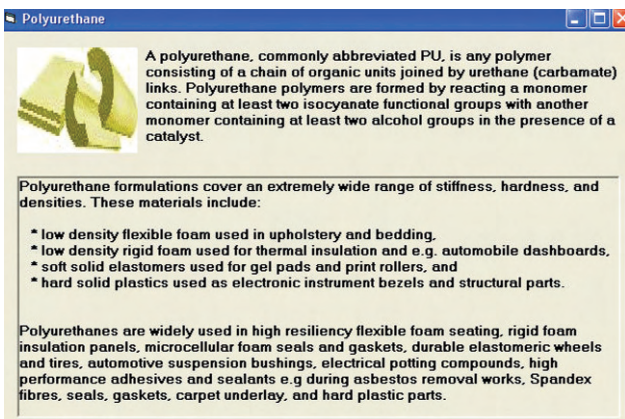 Polyurethane
A polyurethane, commonly abbreviated PU, is any polymer
consisting of a chain of organic units joined by urethane (carbamate)
links. Polyurethane polymers are formed by reacting a monomer
containing at least two isocyanate functional groups with another
monomer containing at least two alcohol groups in the presence of a
catalyst.
Polyurethane formulations cover an extremely wide range of stiffness, hardness, and
densities. These materials include:
* low density flexible foam used in upholstery and bedding,
* low density rigid foam used for thermal insulation and e.g. automobile dashboards,
* soft solid elastomers used for gel pads and print rollers, and
* hard solid plastics used as electronic instrument bezels and structural parts.
Polyurethanes are widely used in high resiliency flexible foam seating, rigid foam
insulation panels, microcellular foam seals and gaskets, durable elastomeric wheels
and tires, automotive suspension bushings, electrical potting compounds, high
performance adhesives and sealants e.g during asbestos removal works, Spandex
fibres, seals, gaskets, carpet underlay, and hard plastic parts.